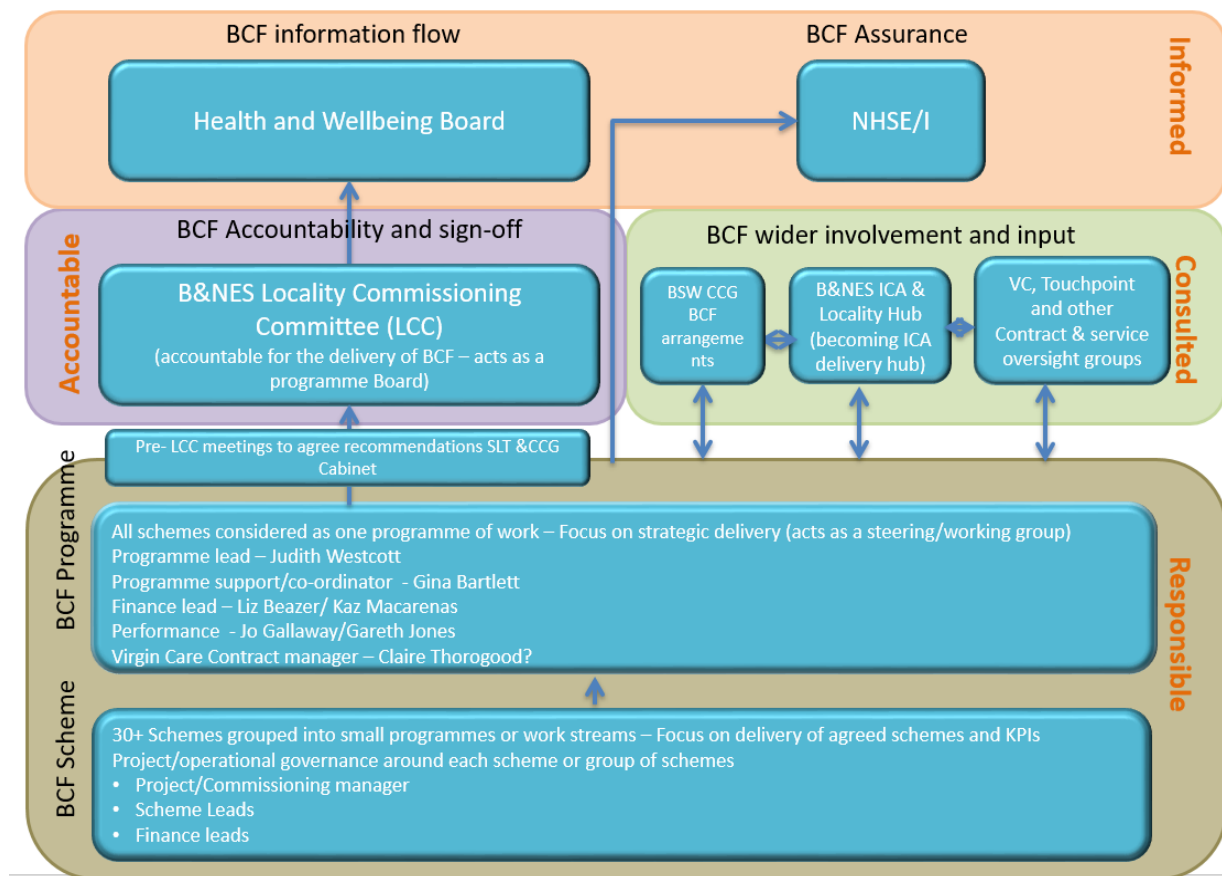 BCF information flow
BCF Assurance
Informed
Health and Wellbeing Board
NHSE/I
BCF Accountability and sign-off
BCF wider involvement and input
Accountable
Consulted
B&NES Locality Commissioning
Committee (LCC)
(accountable for the delivery of BCF – acts as a
programme Board)
BSW CCG
BCF
arrangeme
nts
B&NES ICA &
Locality Hub
(becoming ICA
delivery hub)
VC, Touchpoint
and other
Contract & service
oversight groups
Pre- LCC meetings to agree recommendations SLT &CCG
Cabinet
BCF Programme
All schemes considered as one programme of work – Focus on strategic delivery (acts as a steering/working group)
Programme lead – Judith Westcott
Programme support/co-ordinator  - Gina Bartlett
Finance lead – Liz Beazer/ Kaz Macarenas
Performance  - Jo Gallaway/Gareth Jones
Virgin Care Contract manager – Claire Thorogood?
Responsible
BCF Scheme
30+ Schemes grouped into small programmes or work streams – Focus on delivery of agreed schemes and KPIs
Project/operational governance around each scheme or group of schemes
• Project/Commissioning manager
• Scheme Leads
• Finance leads